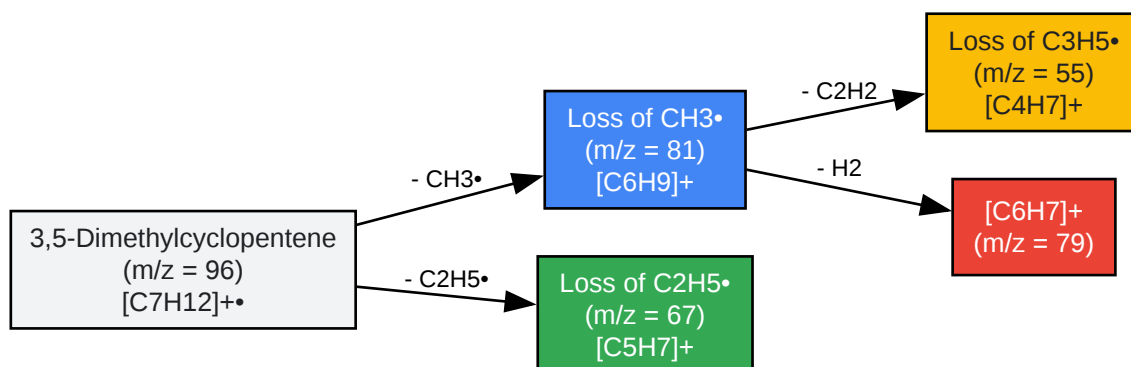 3,5-Dimethylcyclopentene
(m/z = 96)
[C7H12]+•
- CH3•
- C2H5•
Loss of CH3•
(m/z = 81)
[C6H9]+
Loss of C2H5•
(m/z = 67)
[C5H7]+
- C2H2
- H2
Loss of C3H5•
(m/z = 55)
[C4H7]+
[C6H7]+
(m/z = 79)